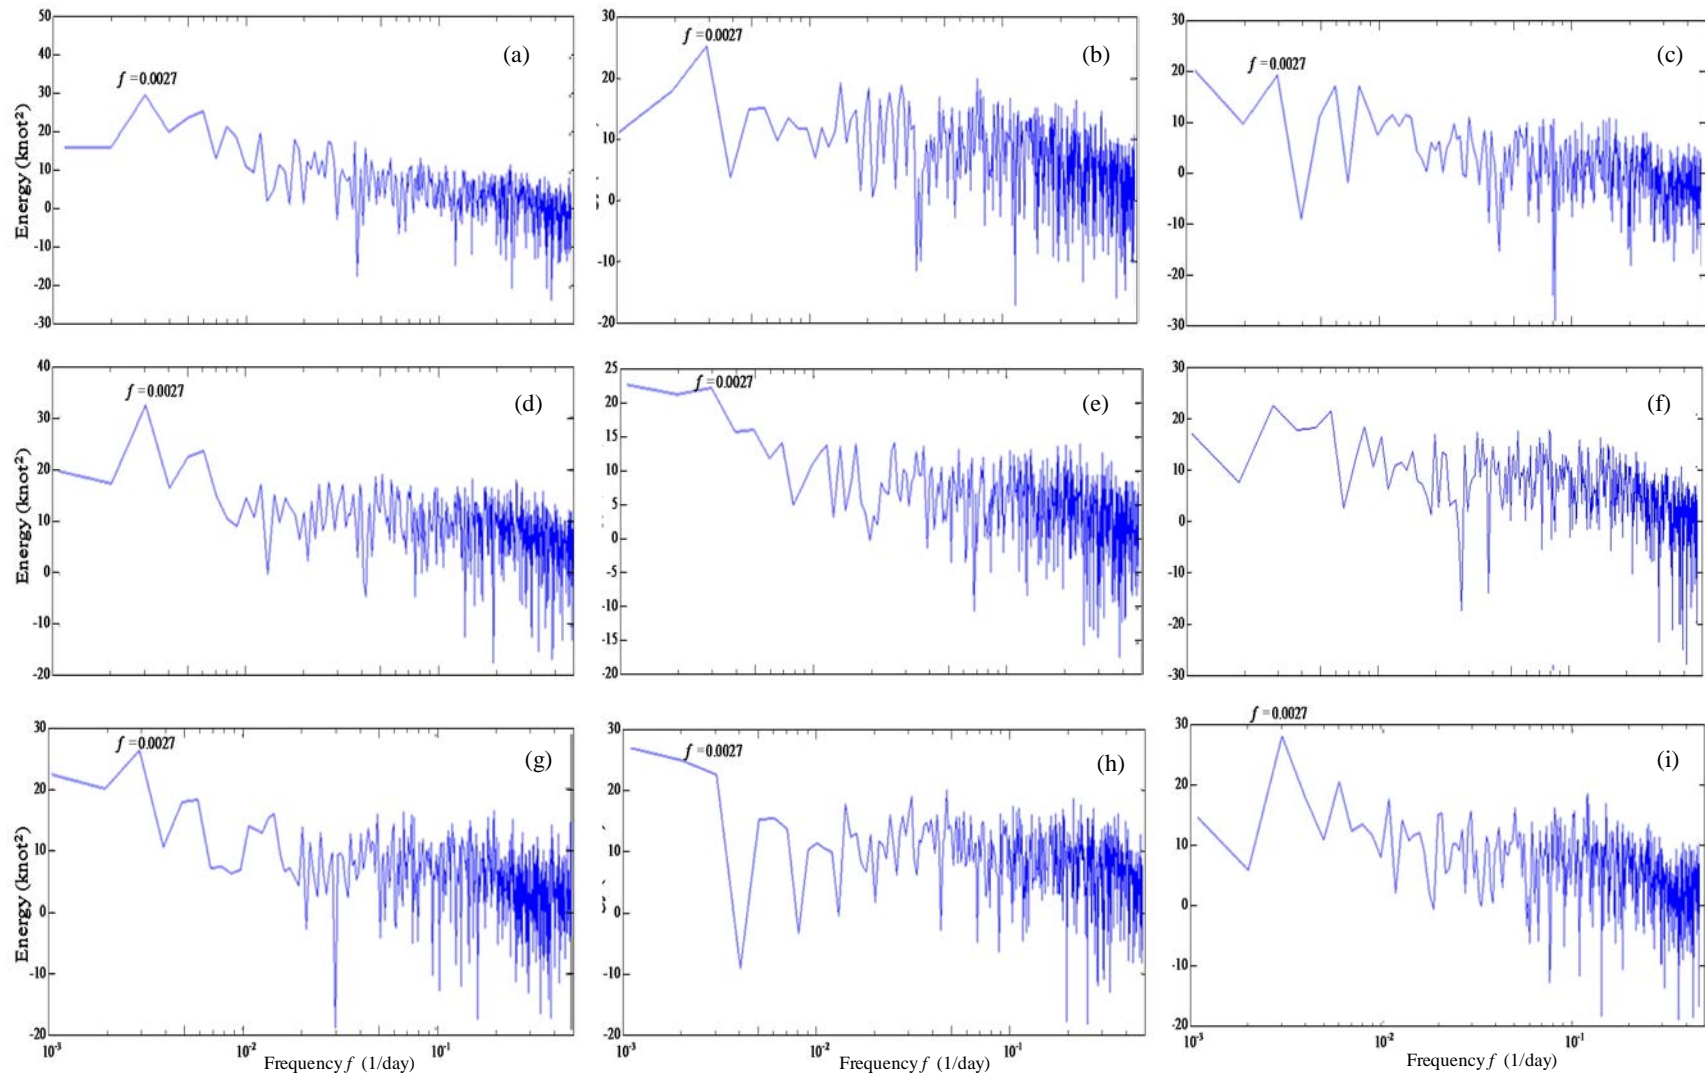 50
40
30
20
10
0
-10
-20
-30
Energy (knot²)
f = 0.0027
(a)
30
20
10
0
-10
-20
f = 0.0027
(b)
30
20
10
0
-10
-20
-30
f = 0.0027
(c)
40
30
20
10
0
-10
-20
Energy (knot²)
f = 0.0027
(d)
25
20
15
10
5
0
-5
-10
-15
-20
f = 0.0027
(e)
30
20
10
0
-10
-20
-30
(f)
30
20
10
0
-10
-20
Energy (knot²)
f = 0.0027
(g)
10⁻³ 10⁻² 10⁻¹
Frequency f (1/day)
30
20
10
0
-10
-20
f = 0.0027
(h)
10⁻³ 10⁻² 10⁻¹
Frequency f (1/day)
30
20
10
0
-10
-20
f = 0.0027
(i)
10⁻³ 10⁻² 10⁻¹
Frequency f (1/day)